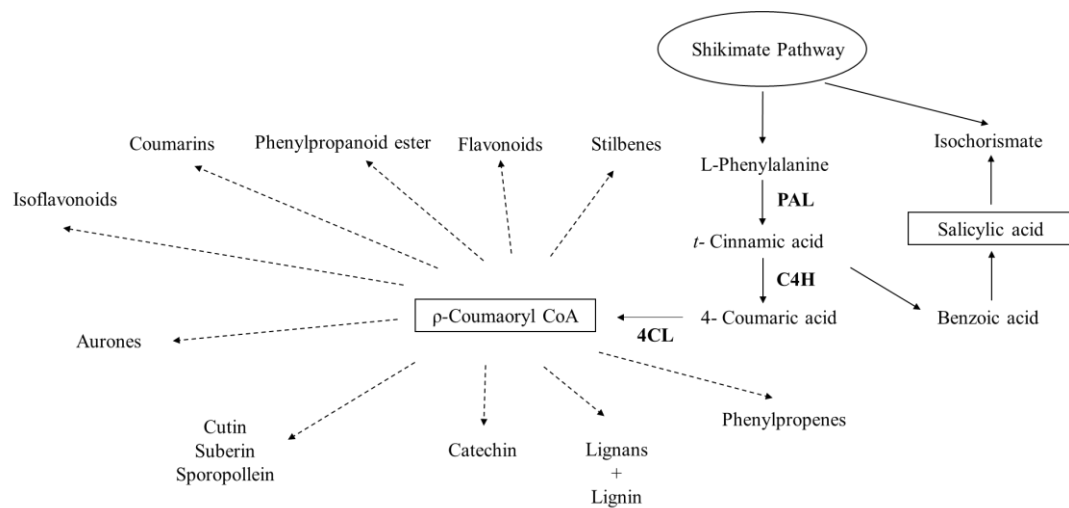 Shikimate Pathway
Coumarins
Phenylpropanoid ester
Flavonoids
Stilbenes
Isochorismate
L-Phenylalanine
Isoflavonoids
PAL
t- Cinnamic acid
Salicylic acid
C4H
ρ-Coumaoryl CoA
4CL
4- Coumaric acid
Benzoic acid
Aurones
Phenylpropenes
Cutin
Suberin
Sporopollein
Catechin
Lignans
+
Lignin